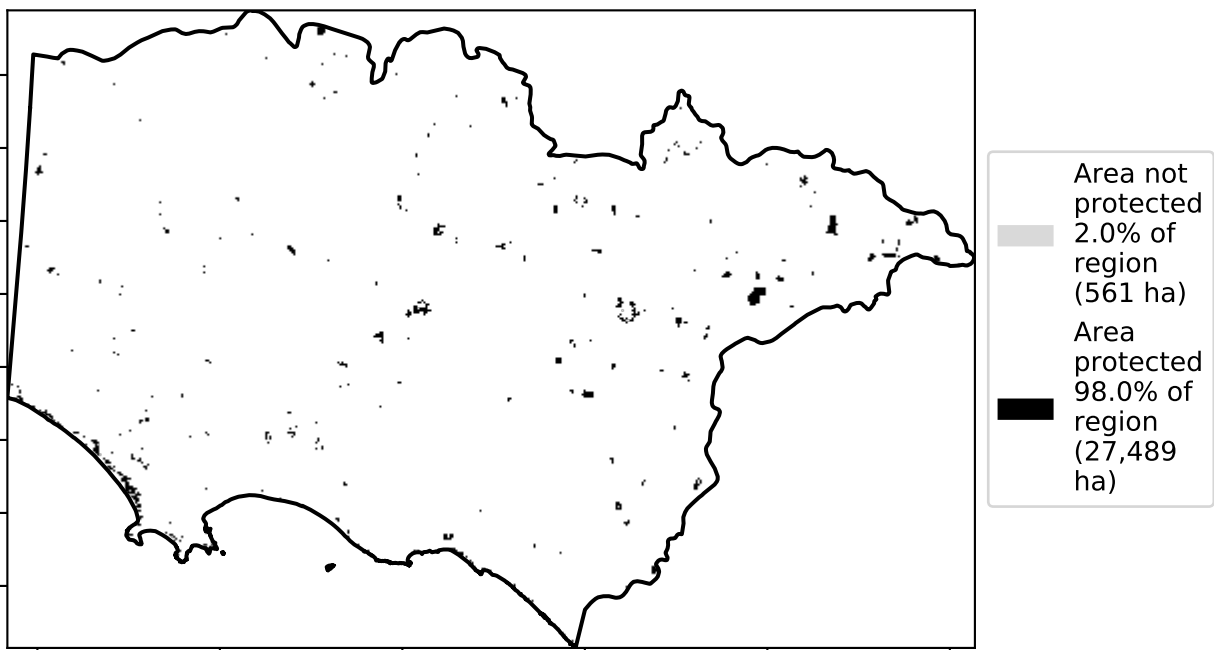 Area not
protected
2.0% of
region
(561 ha)
Area
protected
98.0% of
region
(27,489
ha)